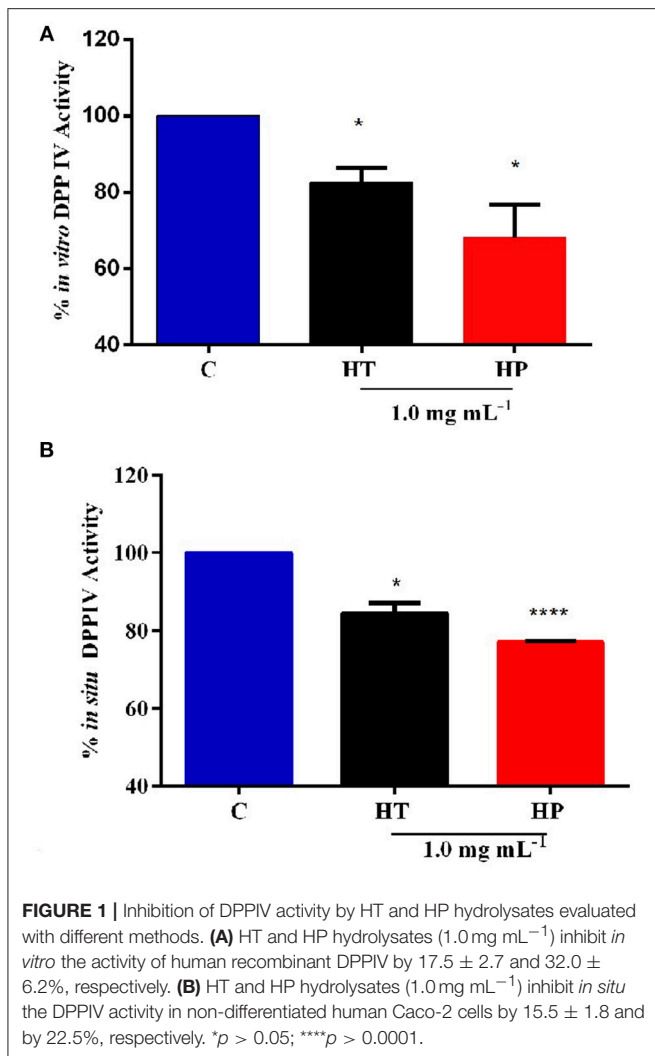 A
120
100
80
60
40
% in vitro DPP IV Activity
*
*
C HT HP
1.0 mg mL⁻¹
B
120
100
80
60
40
% in situ DPPIV Activity
*
****
C HT HP
1.0 mg mL⁻¹
FIGURE 1 | Inhibition of DPPIV activity by HT and HP hydrolysates evaluated
with different methods. (A) HT and HP hydrolysates (1.0 mg mL⁻¹) inhibit in
vitro the activity of human recombinant DPPIV by 17.5 ± 2.7 and 32.0 ±
6.2%, respectively. (B) HT and HP hydrolysates (1.0 mg mL⁻¹) inhibit in situ
the DPPIV activity in non-differentiated human Caco-2 cells by 15.5 ± 1.8 and
by 22.5%, respectively. *p > 0.05; ****p > 0.0001.